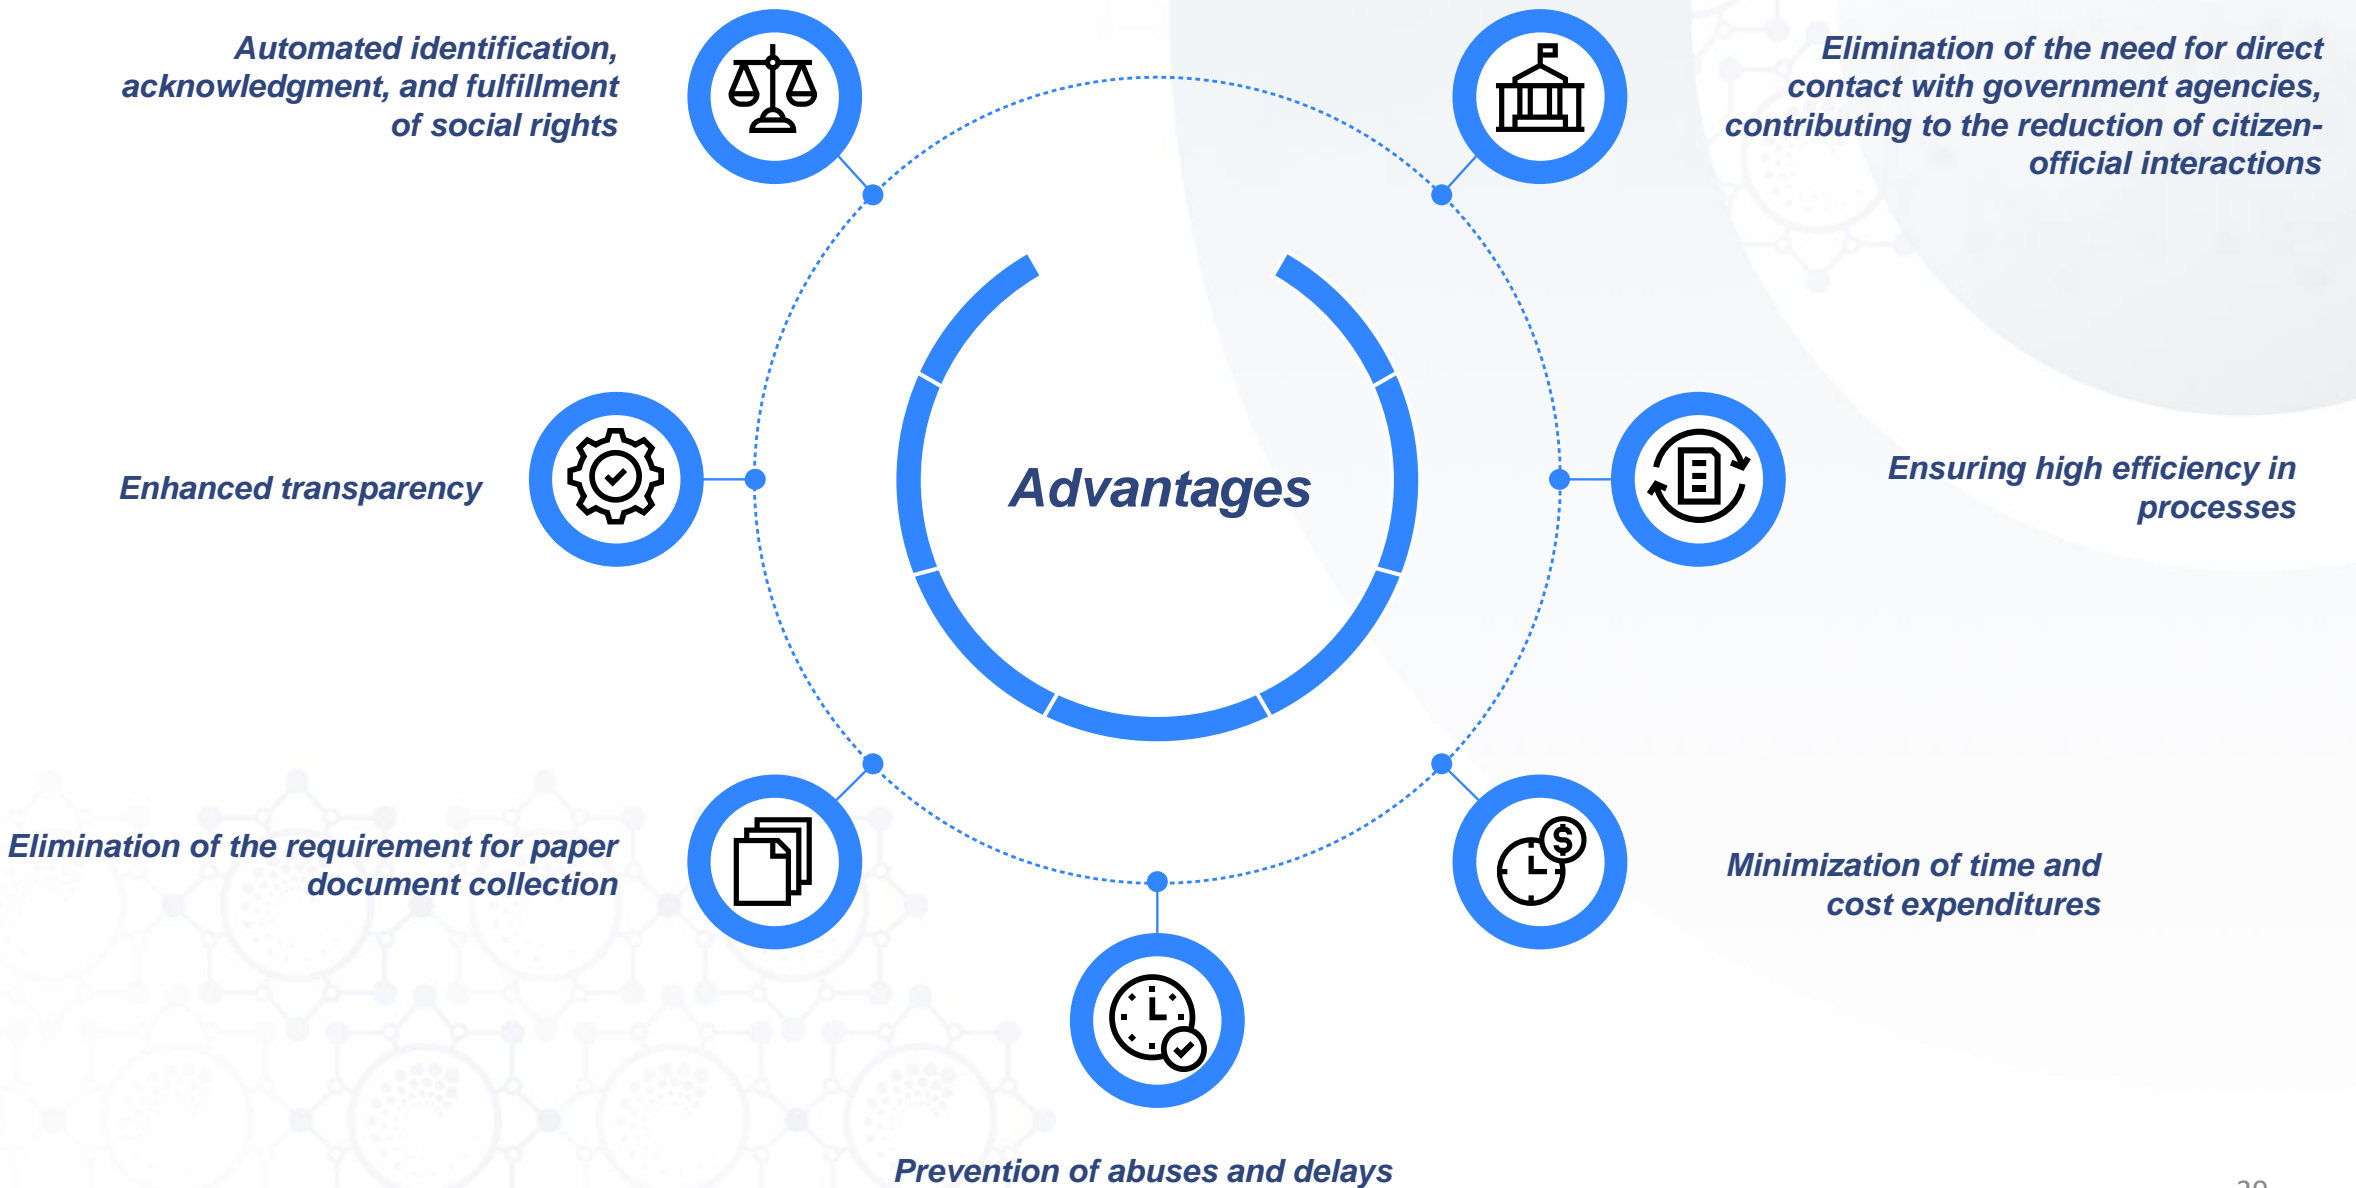 Automated identification,
acknowledgment, and fulfillment
of social rights
Elimination of the need for direct
contact with government agencies,
contributing to the reduction of citizen-
official interactions
Enhanced transparency
Advantages
Ensuring high efficiency in
processes
Elimination of the requirement for paper
document collection
Minimization of time and
cost expenditures
Prevention of abuses and delays